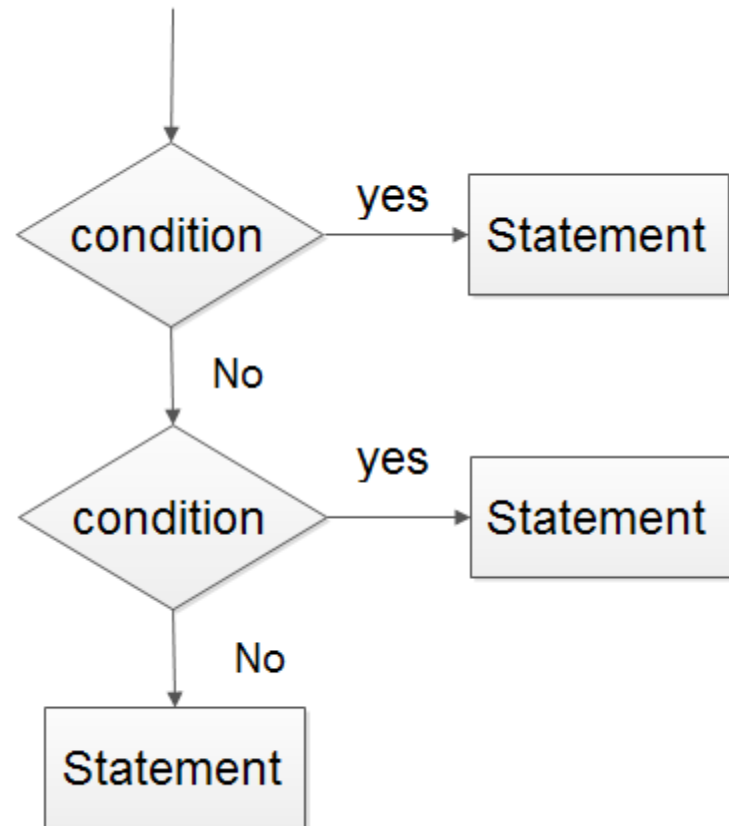 yes
condition
Statement
No
yes
condition
Statement
No
Statement